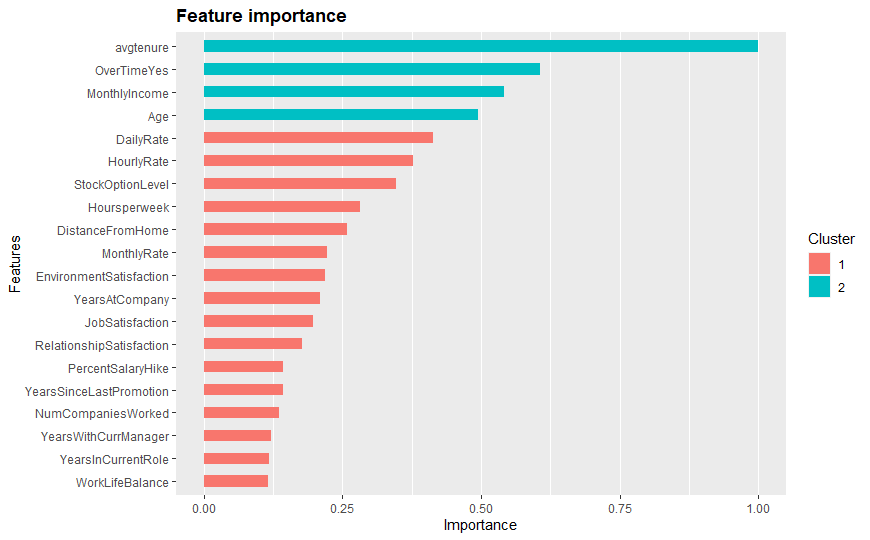 Feature importance
Features
avgtenure
OverTimeYes
MonthlyIncome
Age
DailyRate
HourlyRate
StockOptionLevel
Hoursperweek
DistanceFromHome
MonthlyRate
EnvironmentSatisfaction
YearsAtCompany
JobSatisfaction
RelationshipSatisfaction
PercentSalaryHike
YearsSinceLastPromotion
NumCompaniesWorked
YearsWithCurrManager
YearsInCurrentRole
WorkLifeBalance
0.00 0.25 0.50 0.75 1.00
Importance
Cluster
1
2